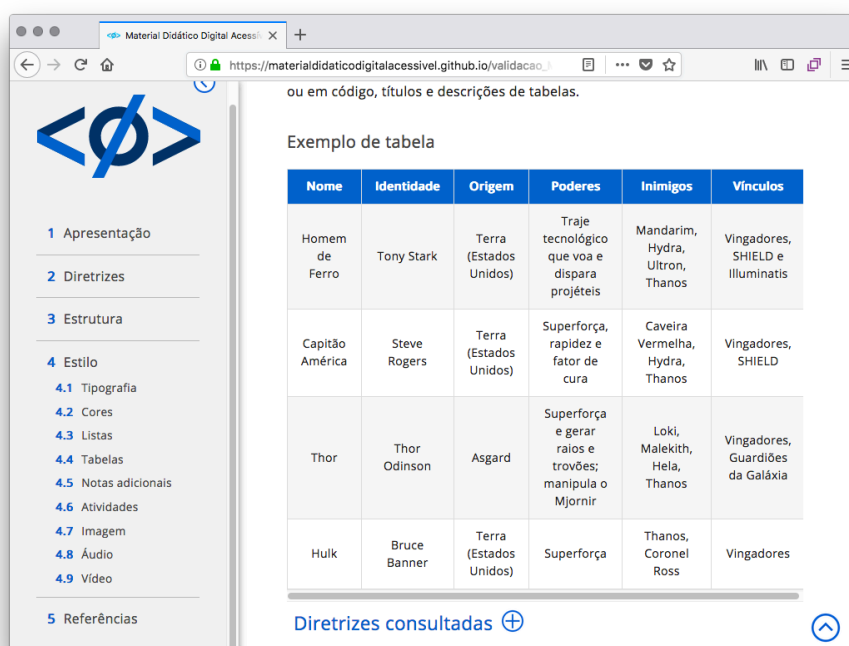 Material Didático Digital Acessív
https://materialdidaticodigitalacessivel.github.io/validacao_
ou em código, títulos e descrições de tabelas.
Exemplo de tabela
Nome Identidade Origem Poderes Inimigos Vínculos
Homem de Ferro Tony Stark Terra (Estados Unidos) Traje tecnológico que voa e dispara projéteis Mandarim, Hydra, Ultron, Thanos Vingadores, SHIELD e Illuminatis
Capitão América Steve Rogers Terra (Estados Unidos) Superforça, rapidez e fator de cura Caveira Vermelha, Hydra, Thanos Vingadores, SHIELD
Thor Thor Odinson Asgard Superforça e gerar raios e trovões; manipula o Mjornir Loki, Malekith, Hela, Thanos Vingadores, Guardiões da Galáxia
Hulk Bruce Banner Terra (Estados Unidos) Superforça Thanos, Coronel Ross Vingadores
Diretrizes consultadas
1 Apresentação
2 Diretrizes
3 Estrutura
4 Estilo
4.1 Tipografia
4.2 Cores
4.3 Listas
4.4 Tabelas
4.5 Notas adicionais
4.6 Atividades
4.7 Imagem
4.8 Áudio
4.9 Vídeo
5 Referências